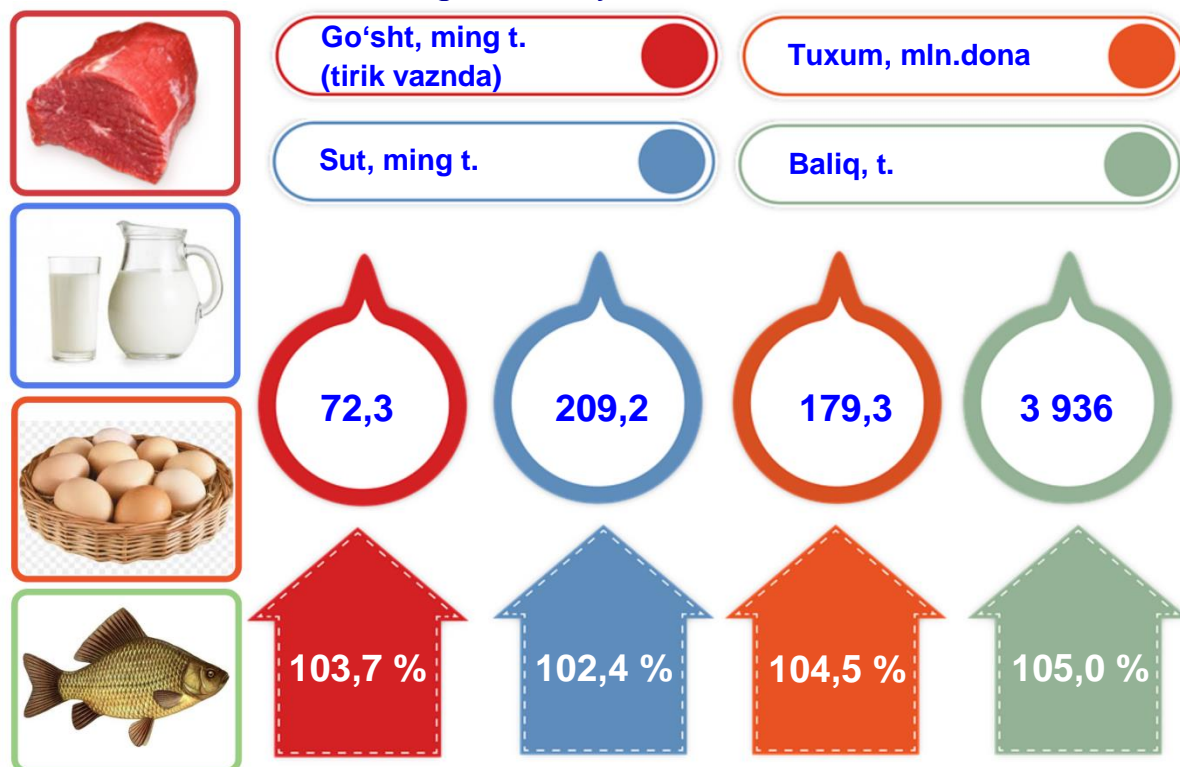 Go‘sht, ming t.
(tirik vaznda)
Tuxum, mln.dona
Sut, ming t.
Baliq, t.
72,3
209,2
179,3
3 936
103,7 %
102,4 %
104,5 %
105,0 %